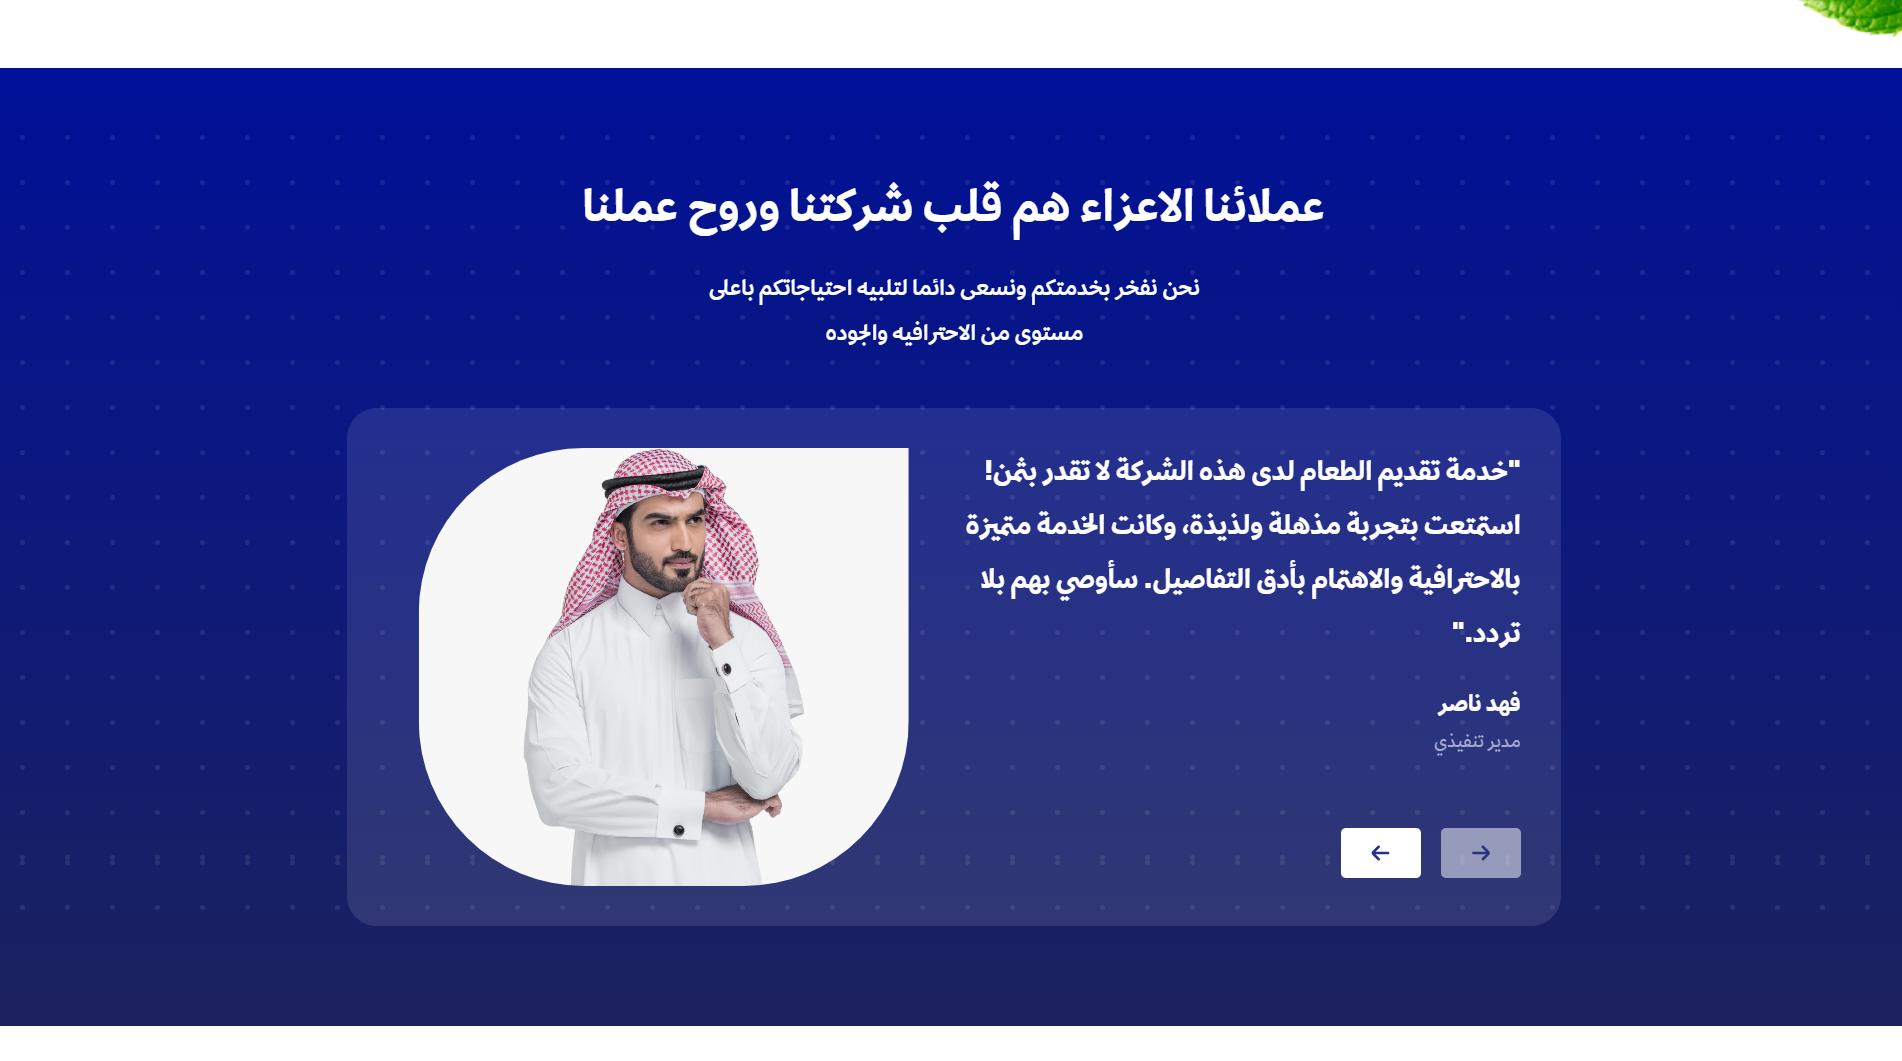 عملائنا الاعزاء هم قلب شركتنا وروح عملنا
نحن نفخر بخدمتكم ونسعى دائما لتلبيه احتياجاتكم باعلى
مستوى من الاحترافيه والجوده
"خدمة تقديم الطعام لدى هذه الشركة لا تقدر بثمن!
استمتعت بتجربة مذهلة ولذيذة، وكانت الخدمة متميزة
بالاحترافية والاهتمام بأدق التفاصيل. سأوصي بهم بلا
تردد."
فهد ناصر
مدير تنفيذي